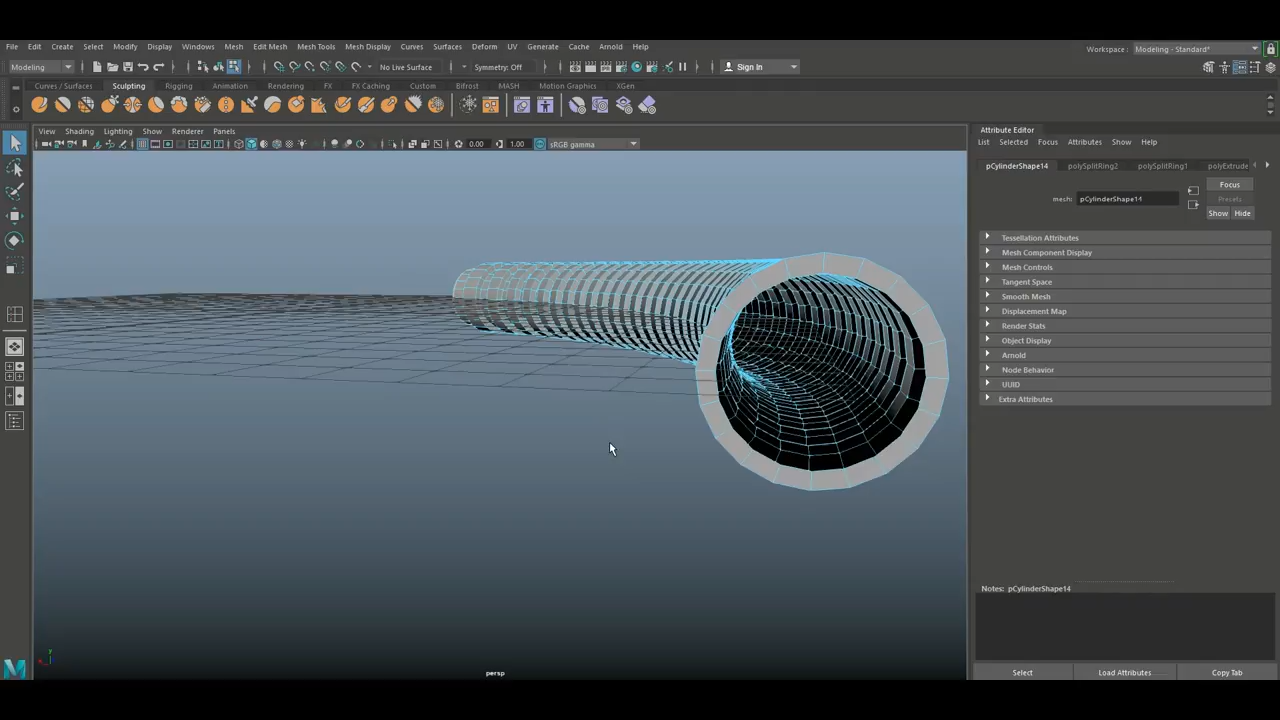 File Edit Create Select Modify Display Windows Mesh Edit Mesh Mesh Tools Mesh Display Curves Surfaces Deform UV Generate Cache Arnold Help
Workspace : Modeling - Standard*
Modeling No Live Surface Symmetry: Off Sign In
Curves / Surfaces Sculpting Rigging Animation Rendering FX FX Caching Custom Bifrost MASH Motion Graphics XGen
View Shading Lighting Show Renderer Panels
0.00 1.00 sRGB gamma
Attribute Editor
List Selected Focus Attributes Show Help
pCylinderShape14 polySplitRing2 polySplitRing1 polyExtrude
Focus
mesh: pCylinderShape14
Presets
Show Hide
Tessellation Attributes
Mesh Component Display
Mesh Controls
Tangent Space
Smooth Mesh
Displacement Map
Render Stats
Object Display
Arnold
Node Behavior
UUID
Extra Attributes
Notes: pCylinderShape14
Select Load Attributes Copy Tab
persp
y
x